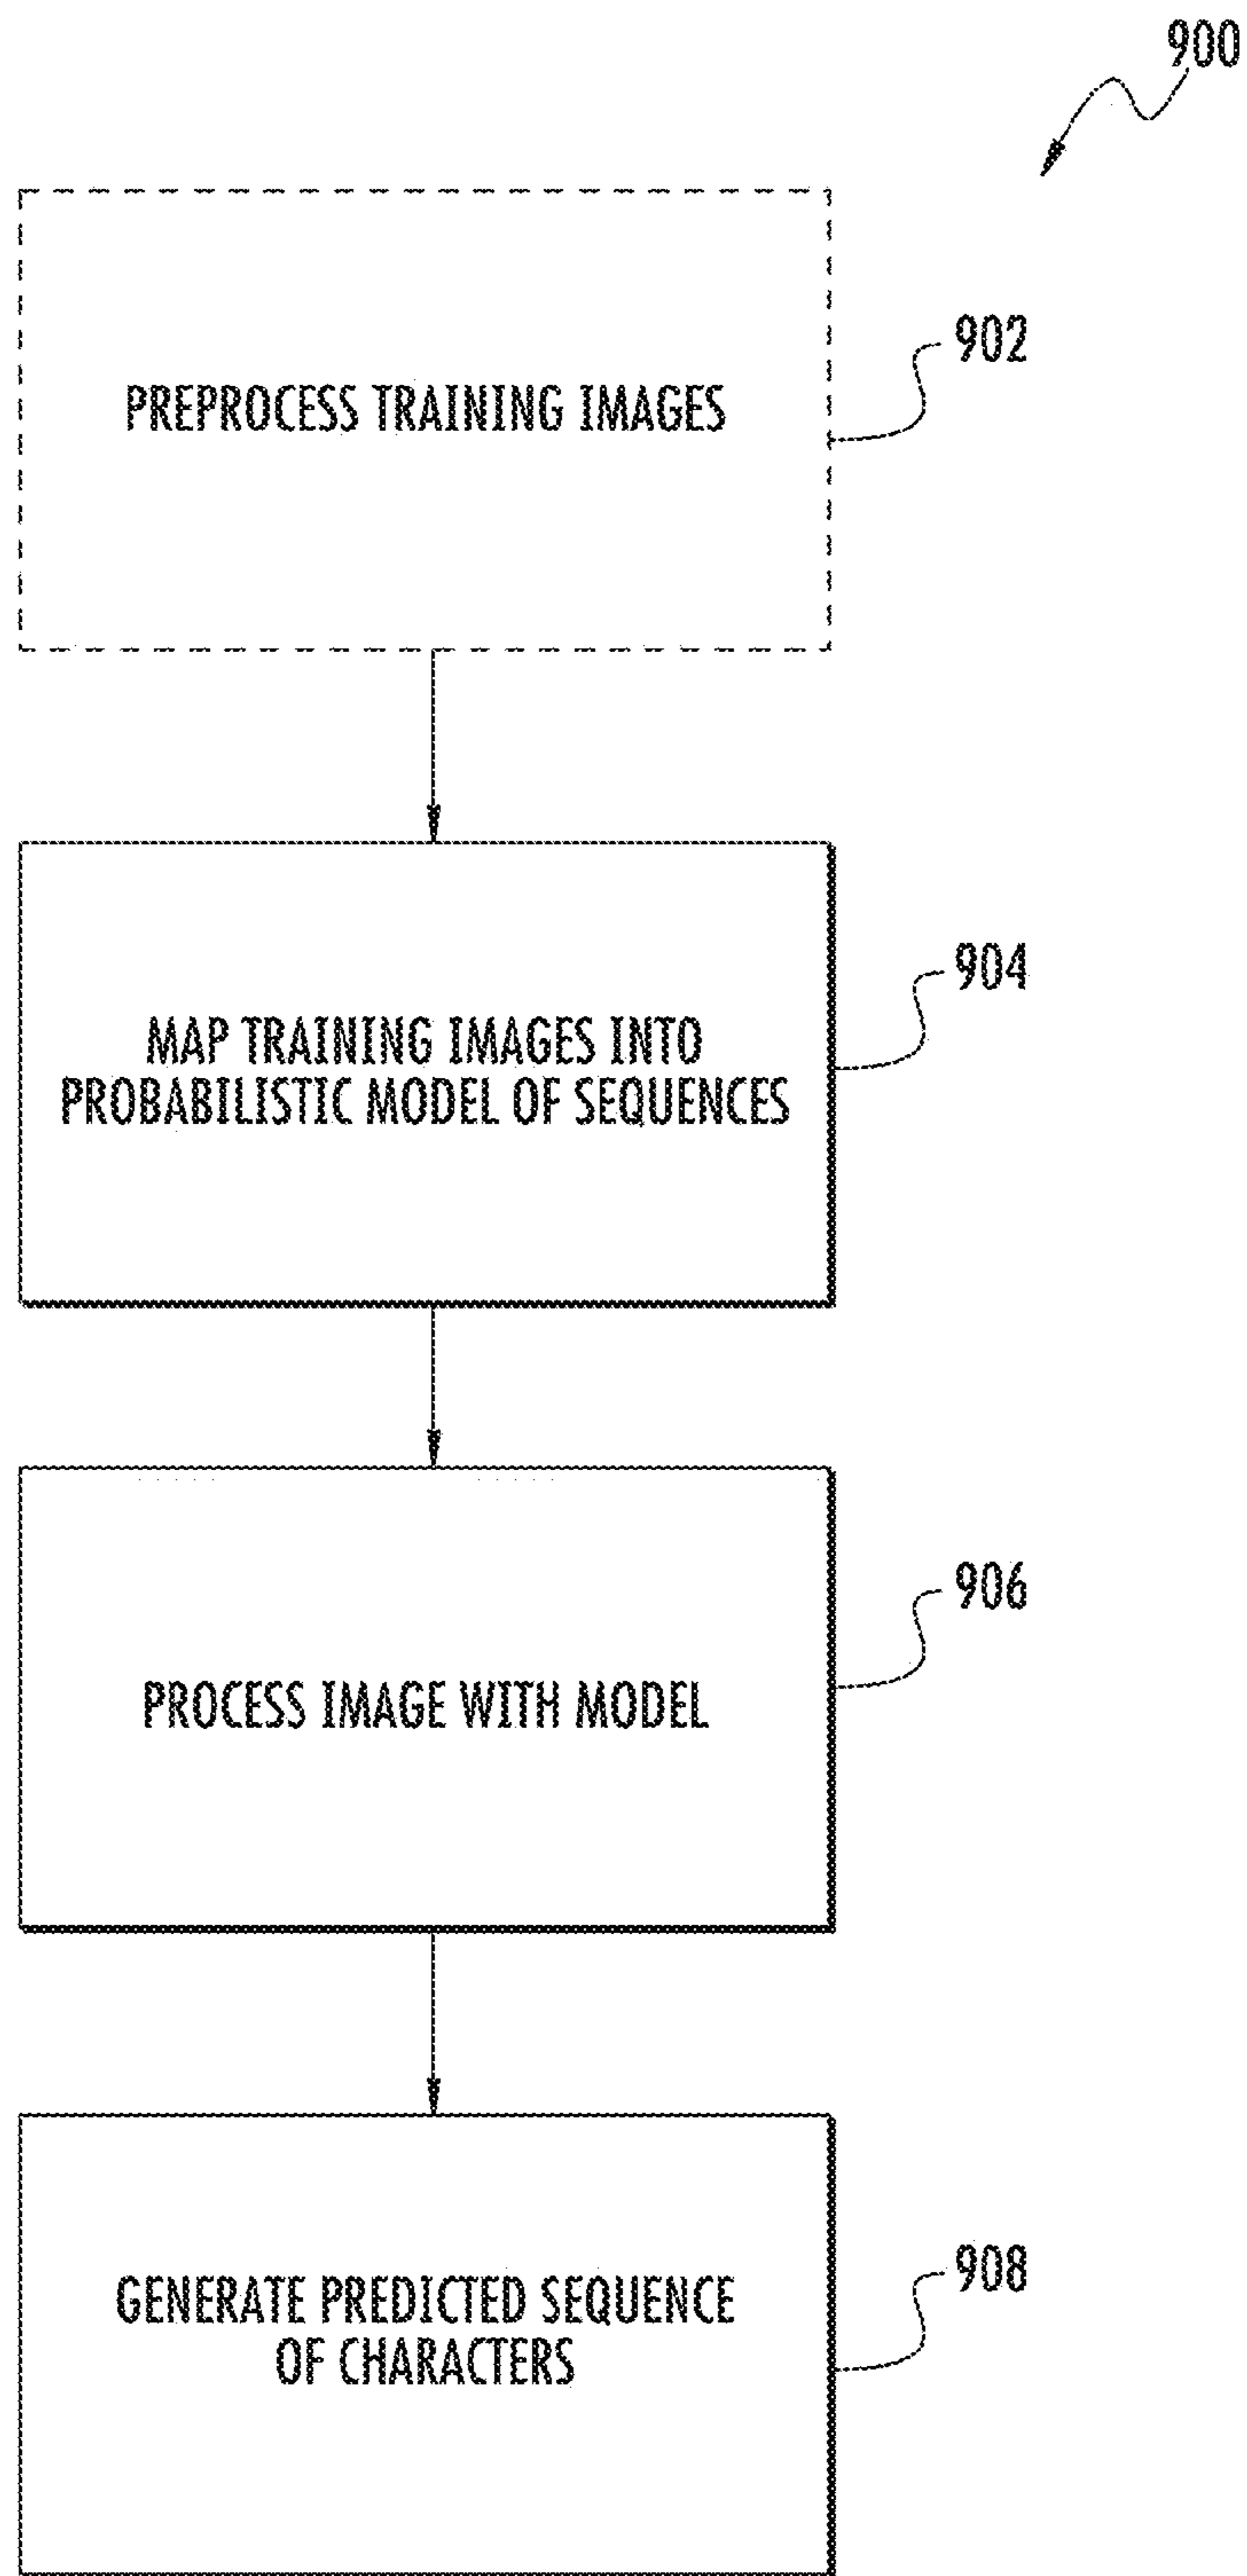 900
PREPROCESS TRAINING IMAGES
902
MAP TRAINING IMAGES INTO
PROBABILISTIC MODEL OF SEQUENCES
904
PROCESS IMAGE WITH MODEL
906
GENERATE PREDICTED SEQUENCE
OF CHARACTERS
908